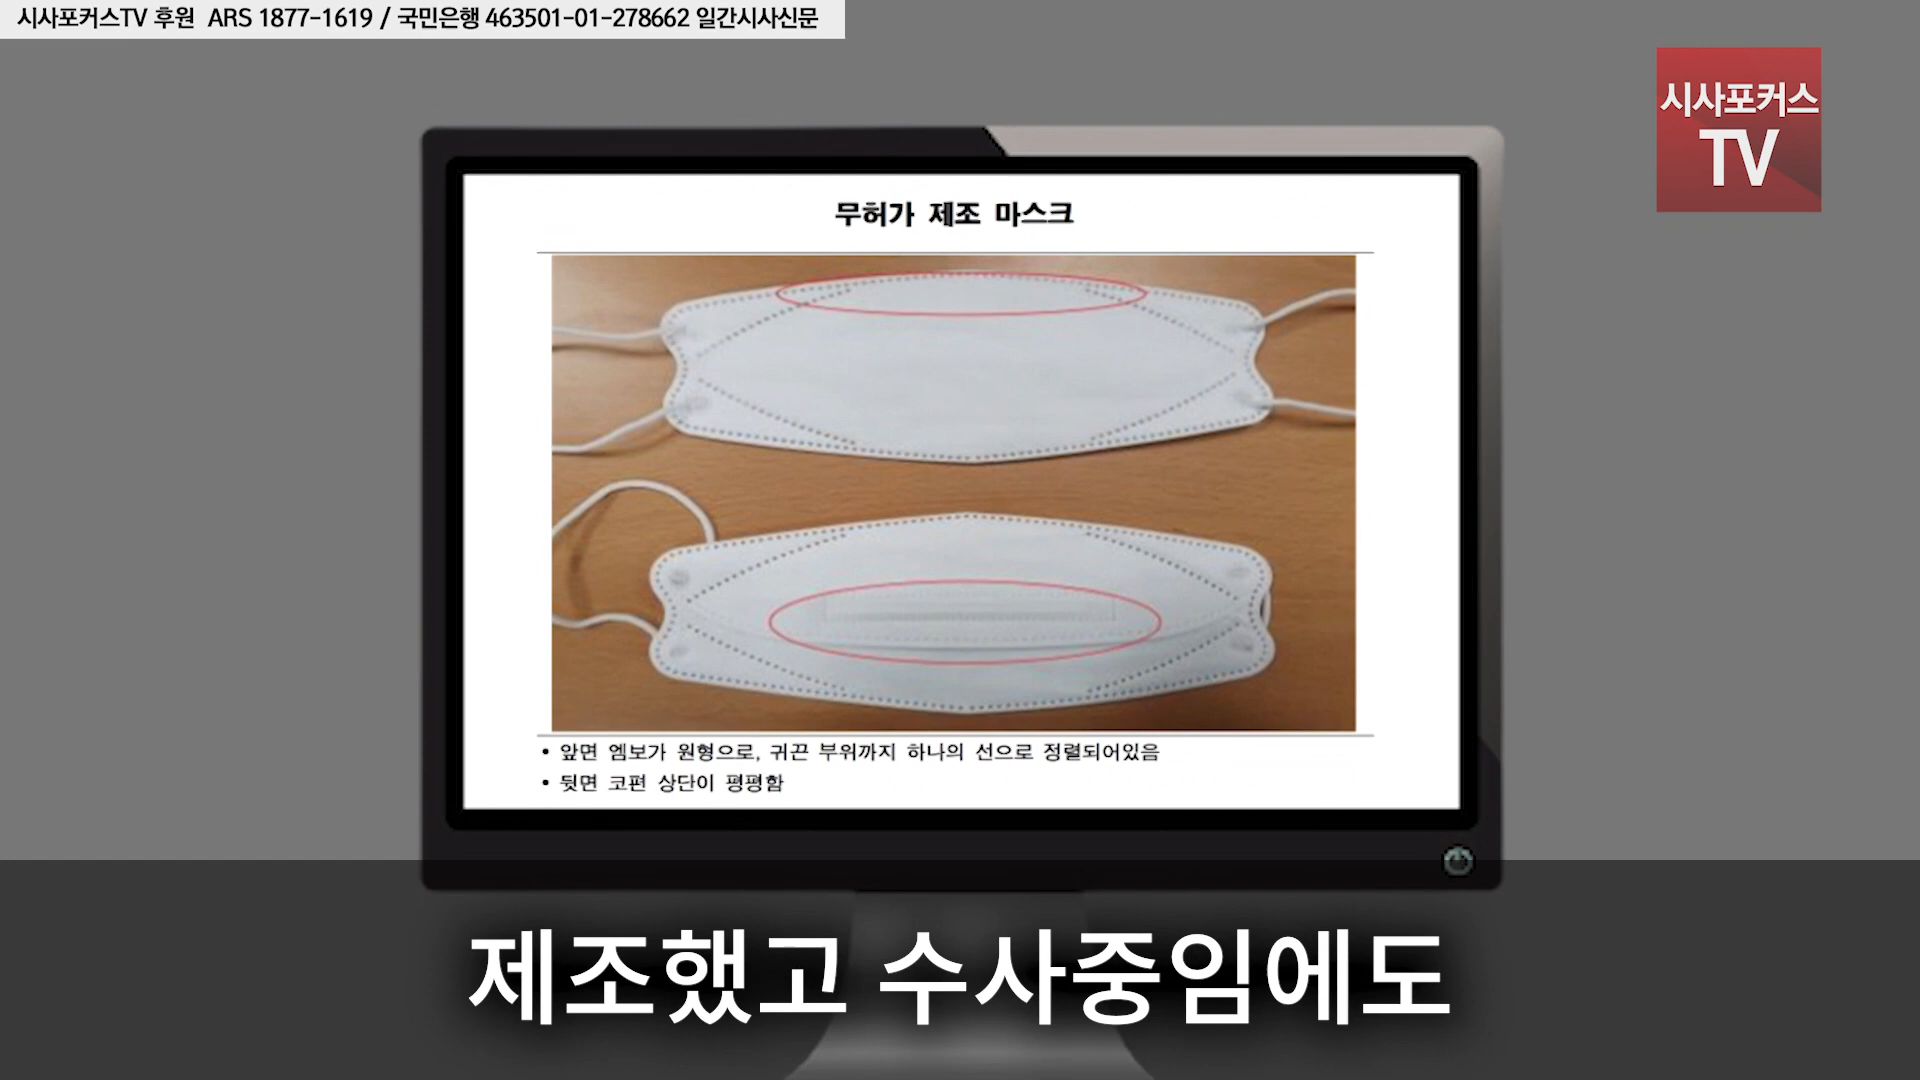 시사포커스TV 후원 ARS 1877-1619 / 국민은행 463501-01-278662 일간시사신문
시사포커스
TV
무허가 제조 마스크
• 앞면 엠보가 원형으로, 귀끈 부위까지 하나의 선으로 정렬되어있음
• 뒷면 코편 상단이 평평함
제조했고 수사중임에도